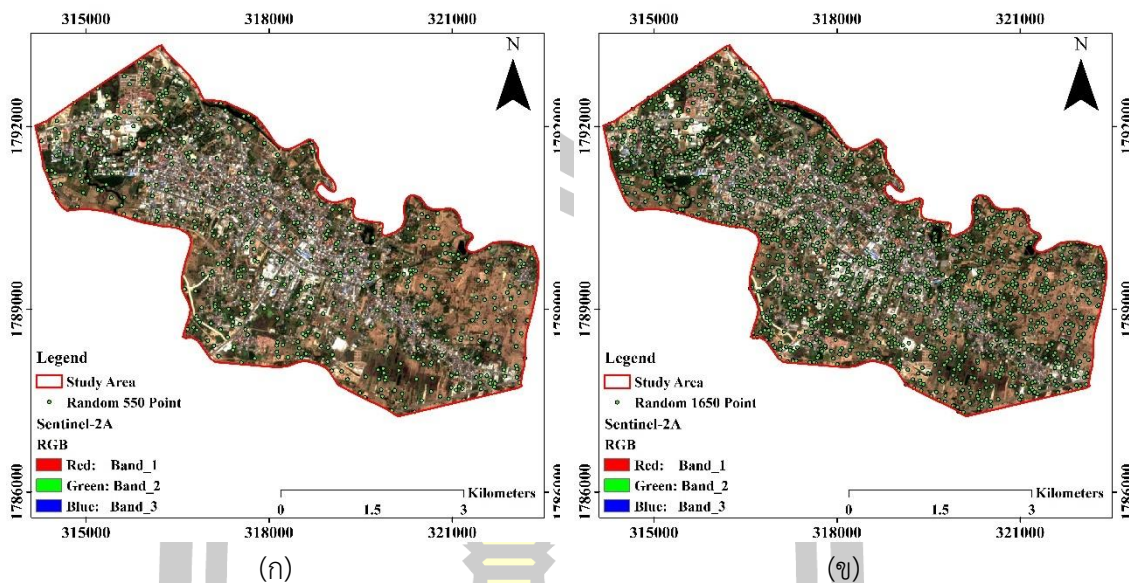 315000 318000 321000
N
1792000 1792000
1789000 1789000
1786000 1786000
Legend
Study Area
Random 550 Point
Sentinel-2A
RGB
Red: Band_1
Green: Band_2
Blue: Band_3
Kilometers
0 1.5 3
315000 318000 321000
(ก)
315000 318000 321000
N
1792000 1792000
1789000 1789000
1786000 1786000
Legend
Study Area
Random 1650 Point
Sentinel-2A
RGB
Red: Band_1
Green: Band_2
Blue: Band_3
Kilometers
0 1.5 3
315000 318000 321000
(ข)